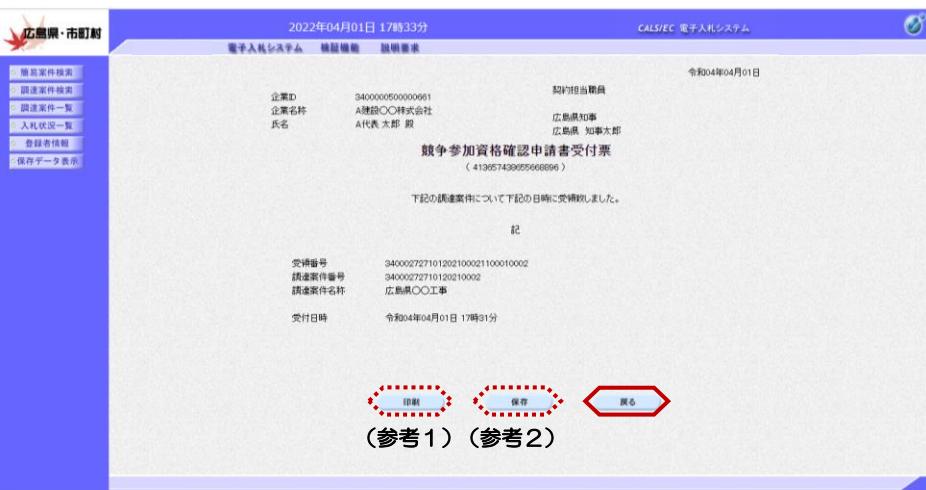 広島県・市町村
2022年04月01日 17時33分
CALS/EC 電子入札システム
電子入札システム 検証機能 説明要求
簡易案件検索
調達案件検索
調達案件一覧
入札状況一覧
登録者情報
保存データ表示
令和04年04月01日
企業ID 3400000500000661
企業名称 A建設〇〇株式会社
氏名 A代表 太郎 殿
契約担当職員
広島県知事
広島県 知事太郎
競争参加資格確認申請書受付票
( 413657439655668896 )
下記の調達案件について下記の日時に受領致しました。
記
受領番号 340002727101202100021100010002
調達案件番号 34000272710120210002
調達案件名称 広島県〇〇工事
受付日時 令和04年04月01日 17時31分
印刷 保存 戻る
(参考1) (参考2)